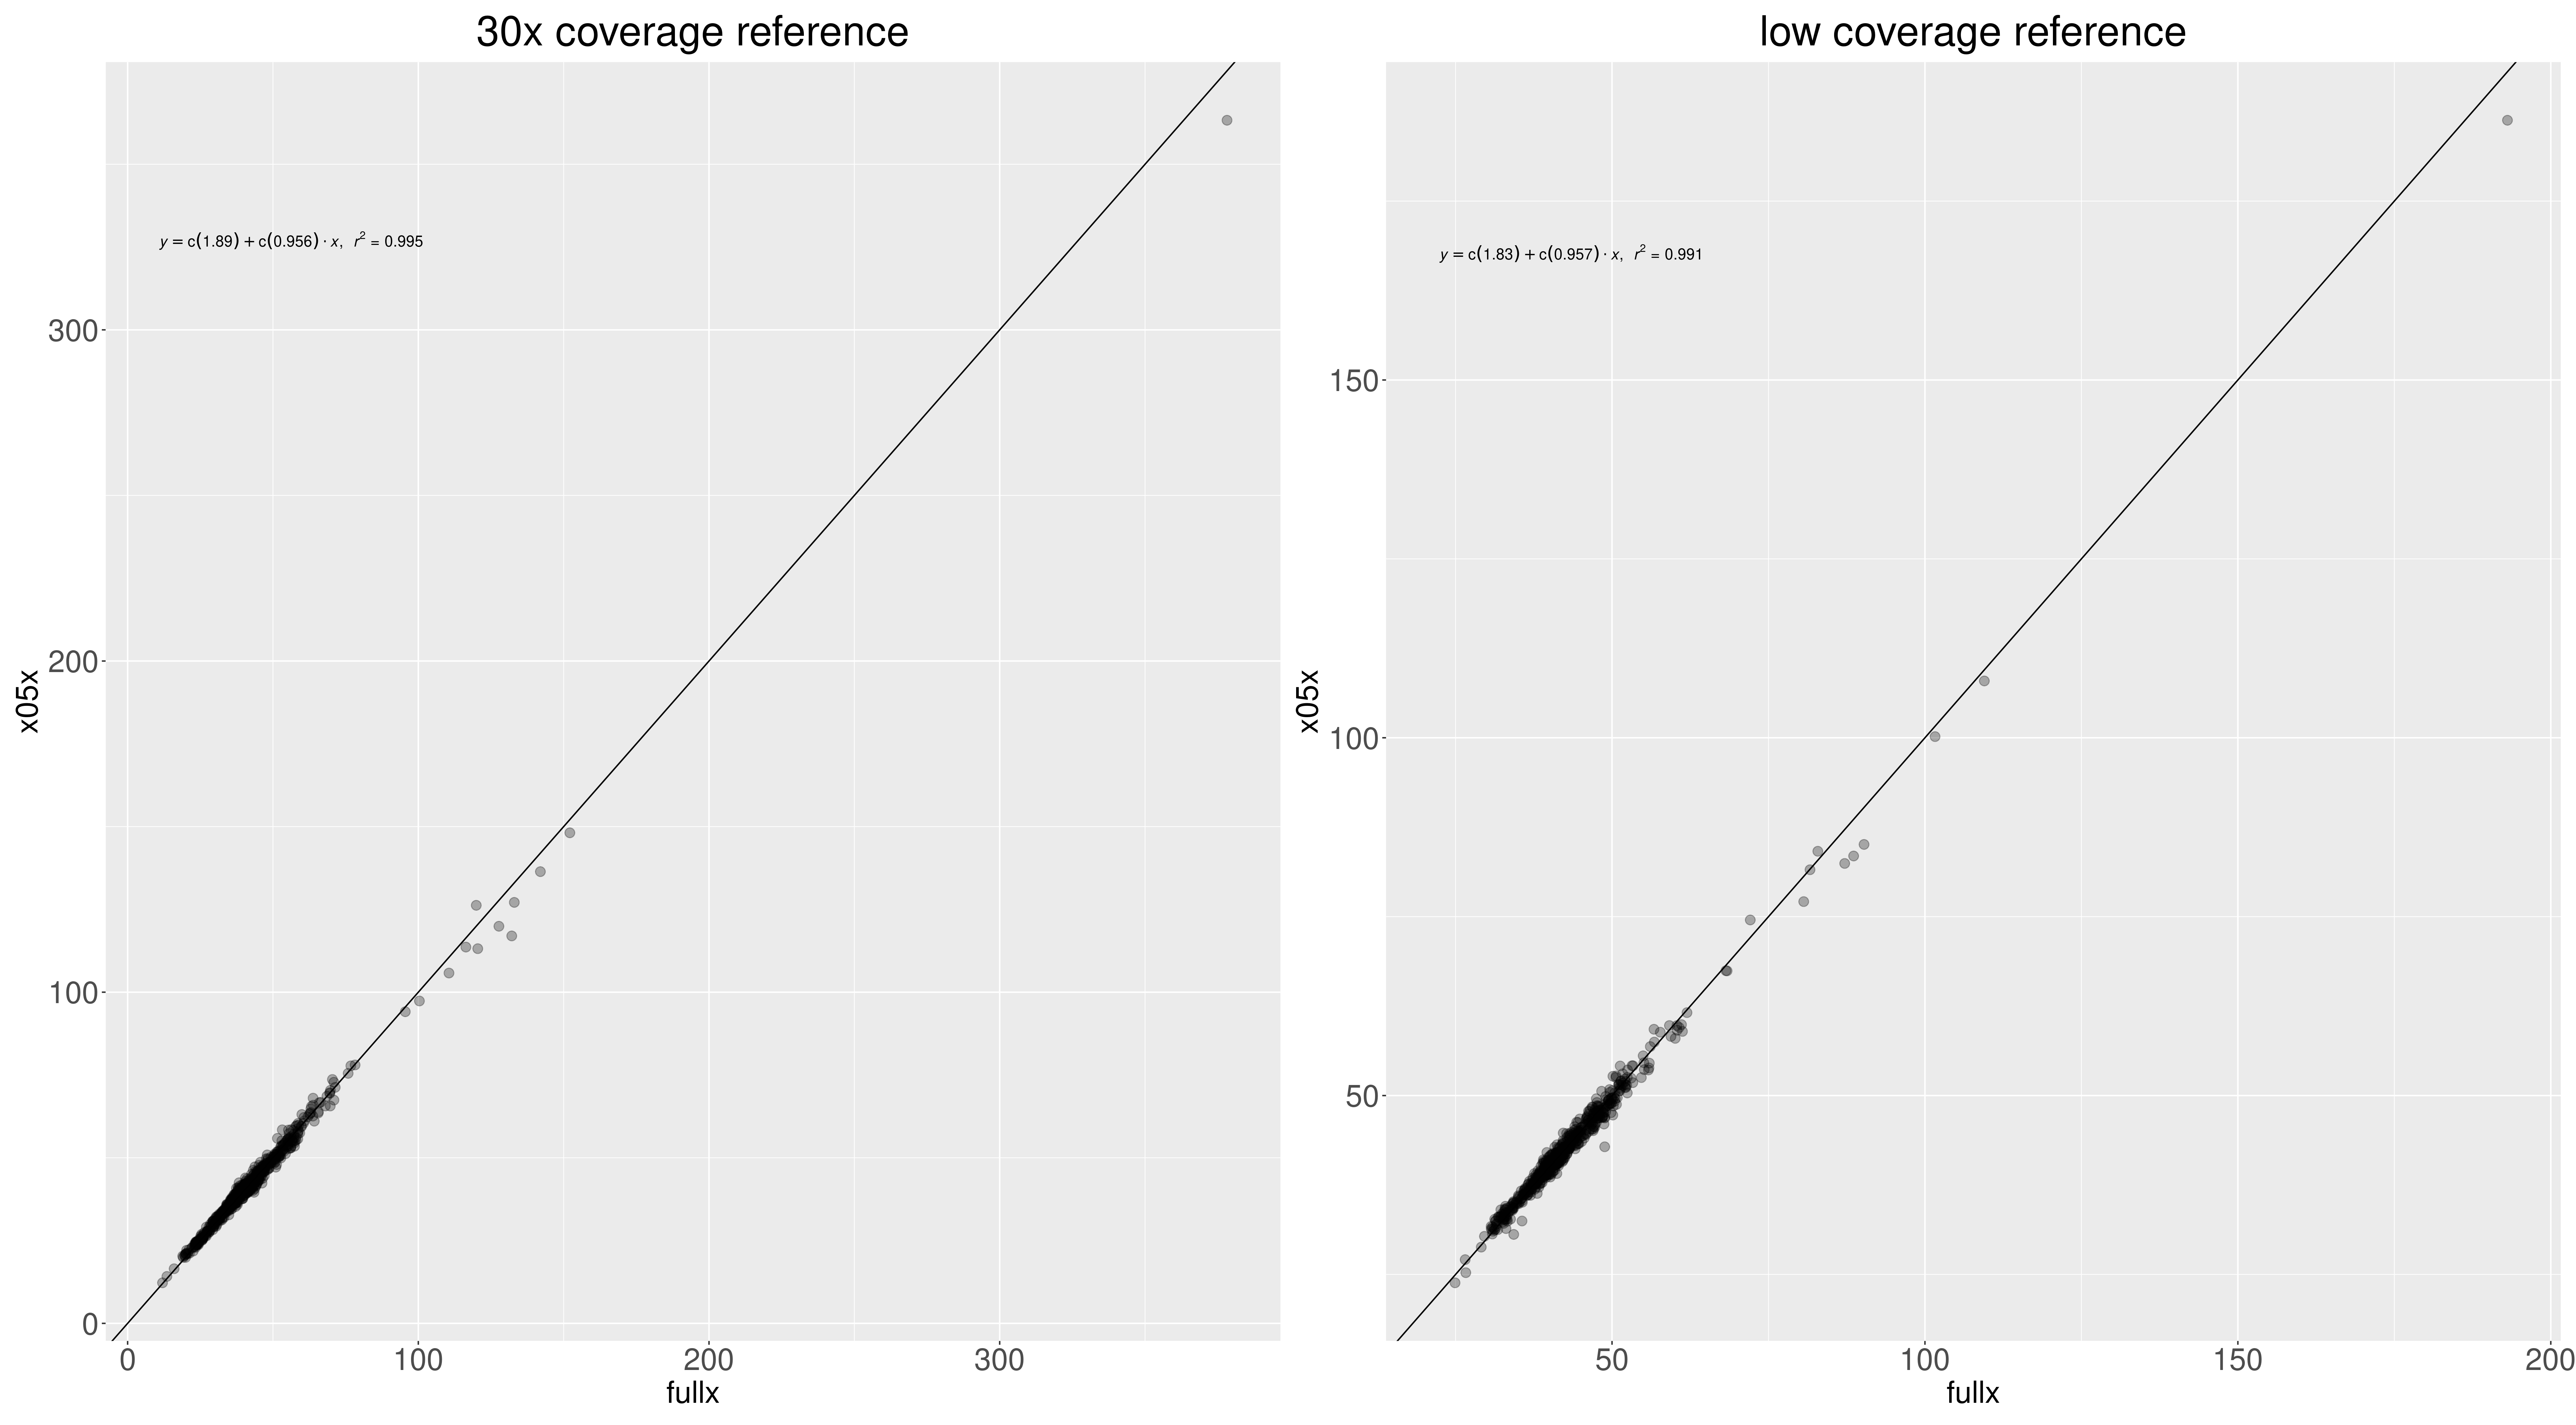 30x coverage reference
y = c(1.89) + c(0.956) · x, r² = 0.995
300
200
100
0
x05x
0 100 200 300
fullx
low coverage reference
y = c(1.83) + c(0.957) · x, r² = 0.991
150
100
50
x05x
50 100 150 200
fullx